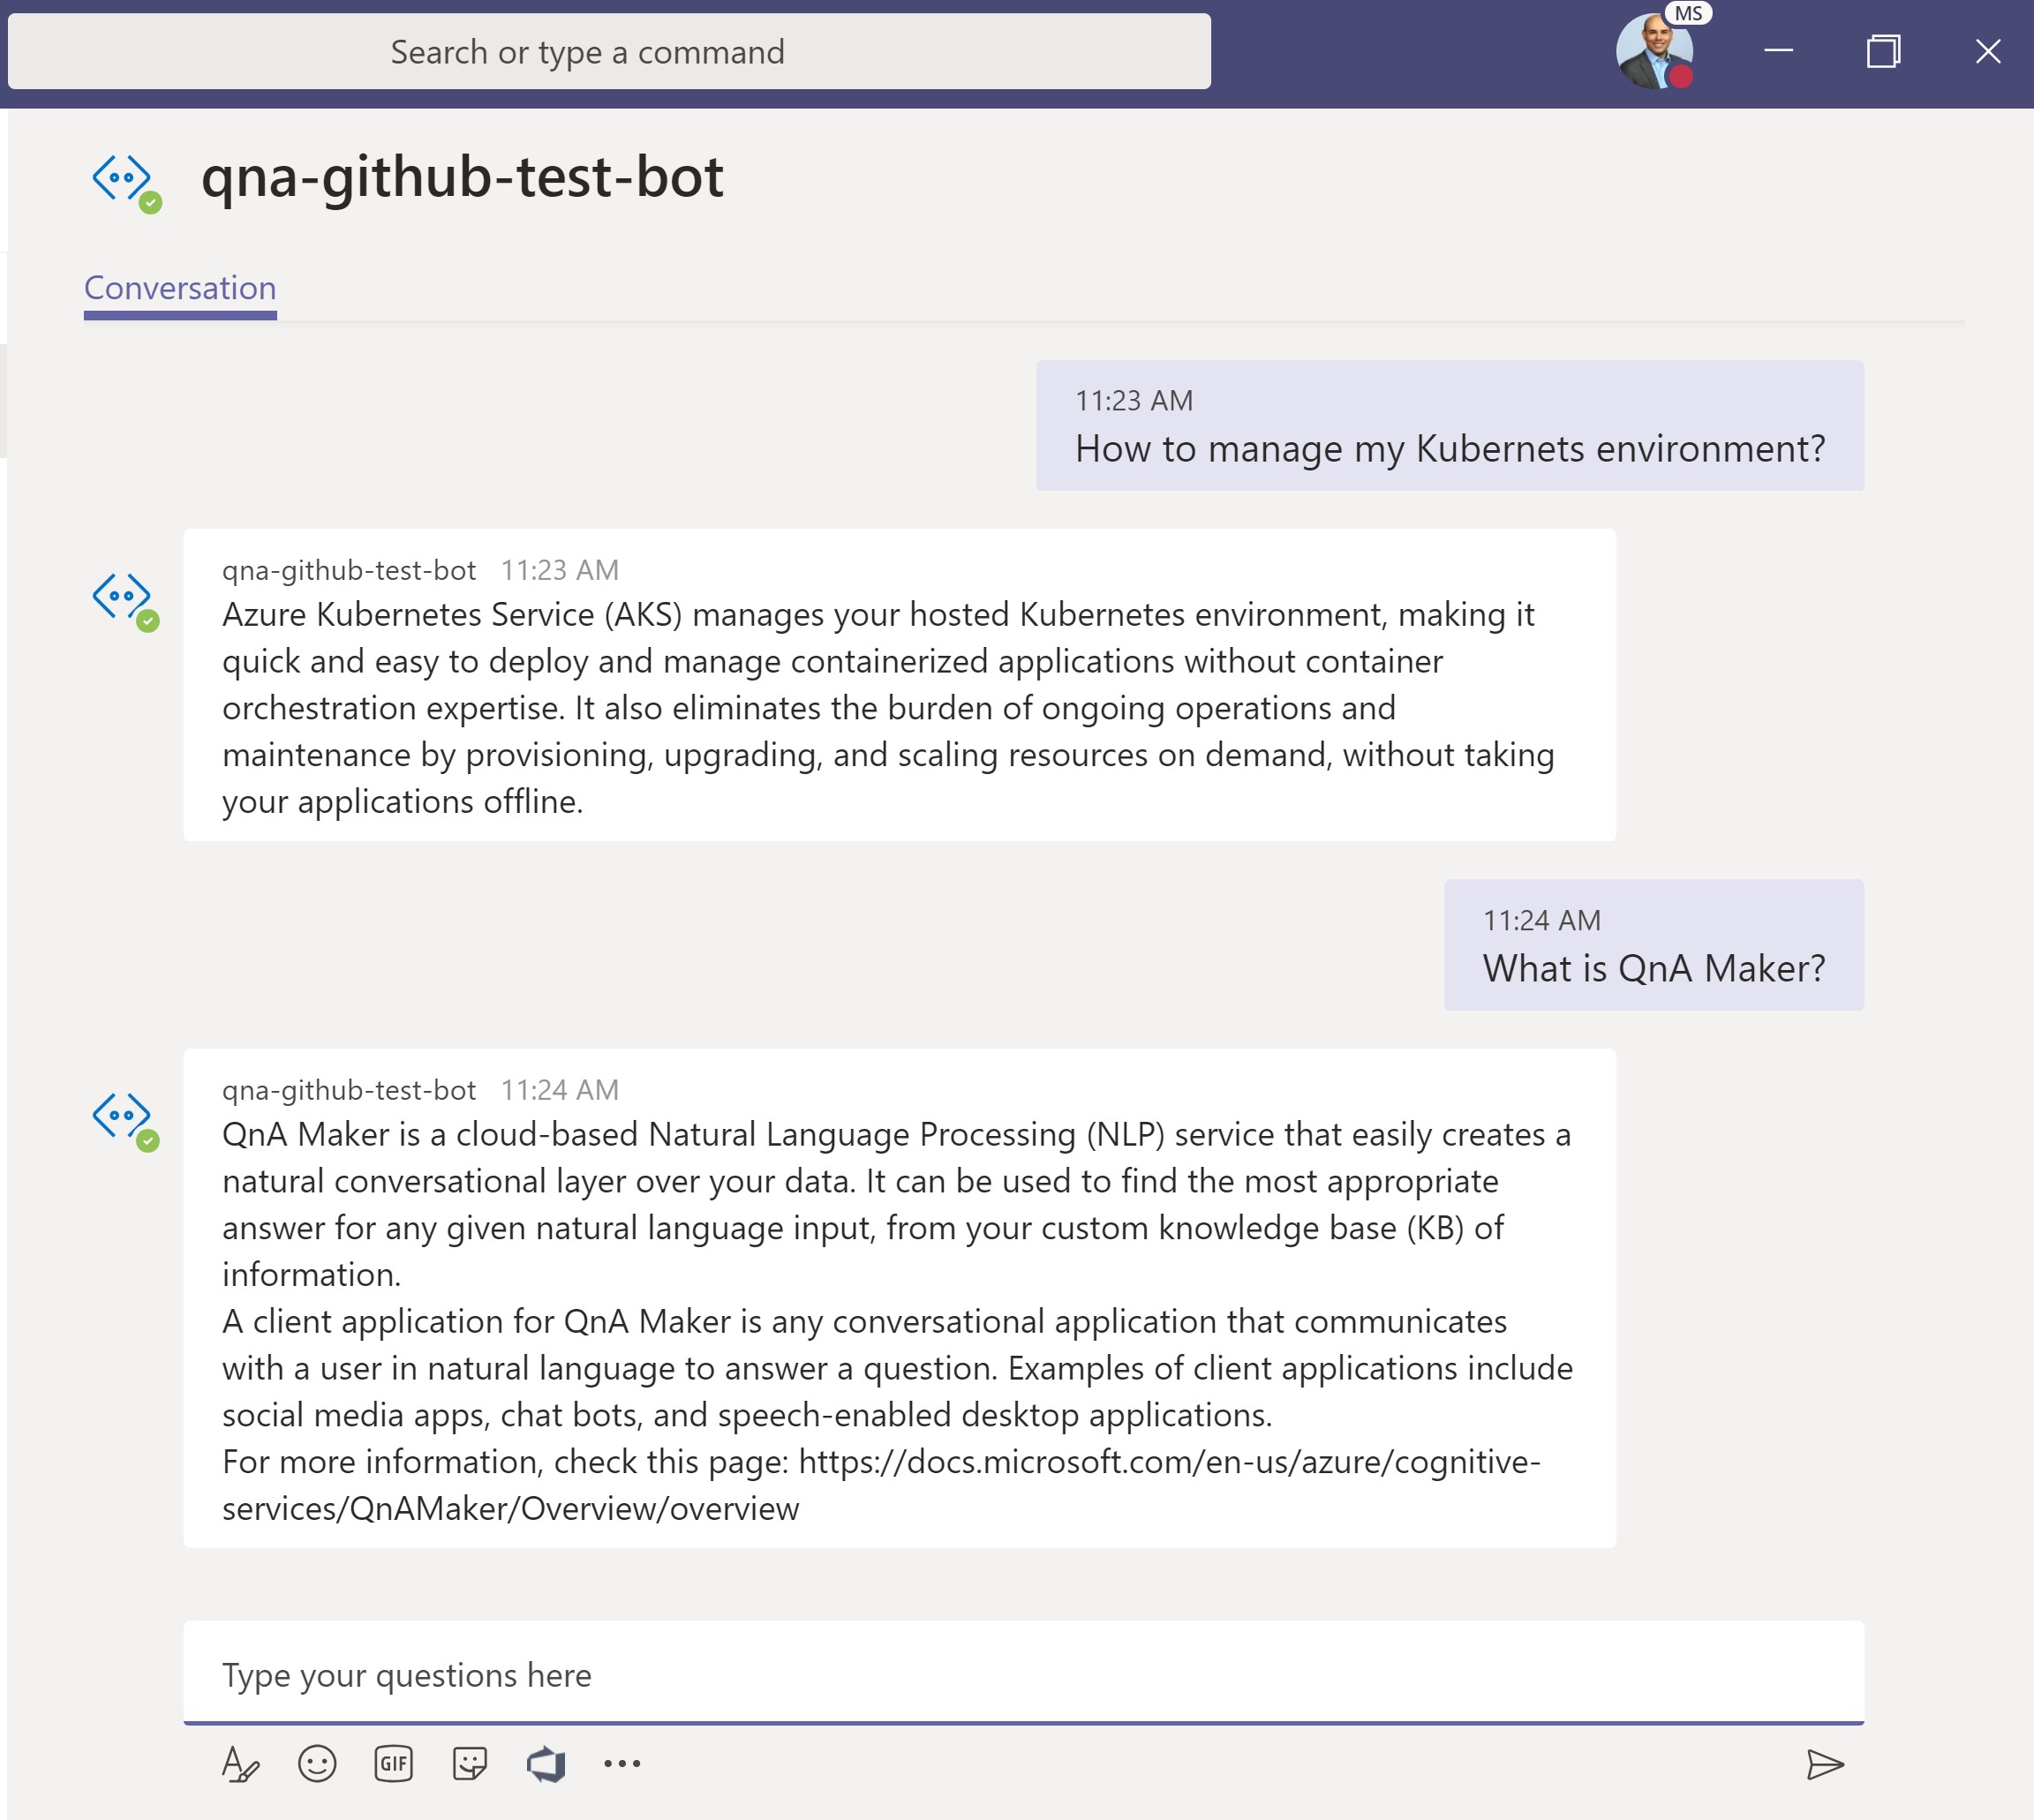 Search or type a command
MS
qna-github-test-bot
Conversation
11:23 AM
How to manage my Kubernets environment?
qna-github-test-bot 11:23 AM
Azure Kubernetes Service (AKS) manages your hosted Kubernetes environment, making it
quick and easy to deploy and manage containerized applications without container
orchestration expertise. It also eliminates the burden of ongoing operations and
maintenance by provisioning, upgrading, and scaling resources on demand, without taking
your applications offline.
11:24 AM
What is QnA Maker?
qna-github-test-bot 11:24 AM
QnA Maker is a cloud-based Natural Language Processing (NLP) service that easily creates a
natural conversational layer over your data. It can be used to find the most appropriate
answer for any given natural language input, from your custom knowledge base (KB) of
information.
A client application for QnA Maker is any conversational application that communicates
with a user in natural language to answer a question. Examples of client applications include
social media apps, chat bots, and speech-enabled desktop applications.
For more information, check this page: https://docs.microsoft.com/en-us/azure/cognitive-
services/QnAMaker/Overview/overview
Type your questions here
GIF